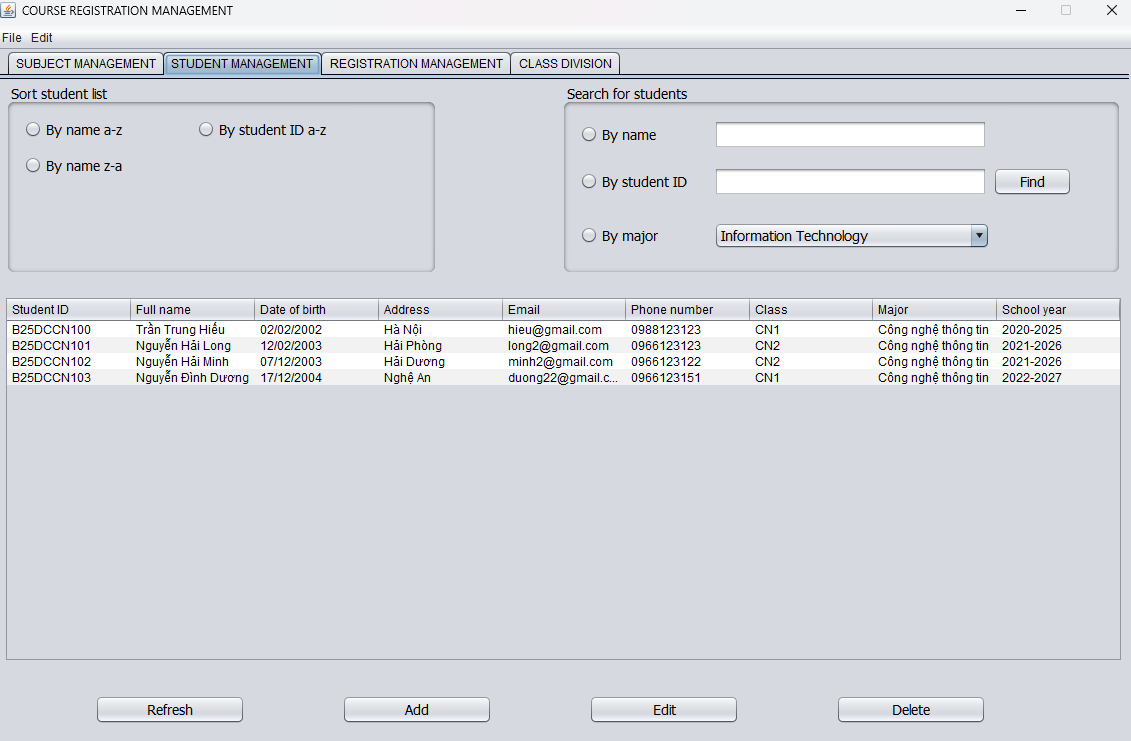 COURSE REGISTRATION MANAGEMENT
File Edit
SUBJECT MANAGEMENT STUDENT MANAGEMENT REGISTRATION MANAGEMENT CLASS DIVISION
Sort student list
By name a-z By student ID a-z
By name z-a
Search for students
By name
By student ID Find
By major Information Technology
Student ID Full name Date of birth Address Email Phone number Class Major School year
B25DCCN100 Trần Trung Hiếu 02/02/2002 Hà Nội hieu@gmail.com 0988123123 CN1 Công nghệ thông tin 2020-2025
B25DCCN101 Nguyễn Hải Long 12/02/2003 Hải Phòng long2@gmail.com 0966123123 CN2 Công nghệ thông tin 2021-2026
B25DCCN102 Nguyễn Hải Minh 07/12/2003 Hải Dương minh2@gmail.com 0966123122 CN2 Công nghệ thông tin 2021-2026
B25DCCN103 Nguyễn Đình Dương 17/12/2004 Nghệ An duong22@gmail.c... 0966123151 CN1 Công nghệ thông tin 2022-2027
Refresh Add Edit Delete